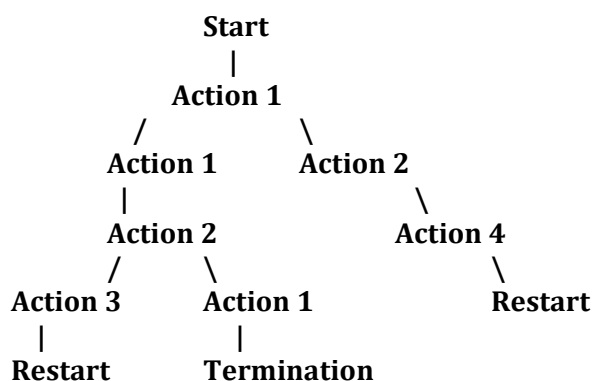 Start
|
Action 1
/ \
Action 1 Action 2
| \
Action 2 Action 4
/ \ \
Action 3 Action 1 Restart
| |
Restart Termination